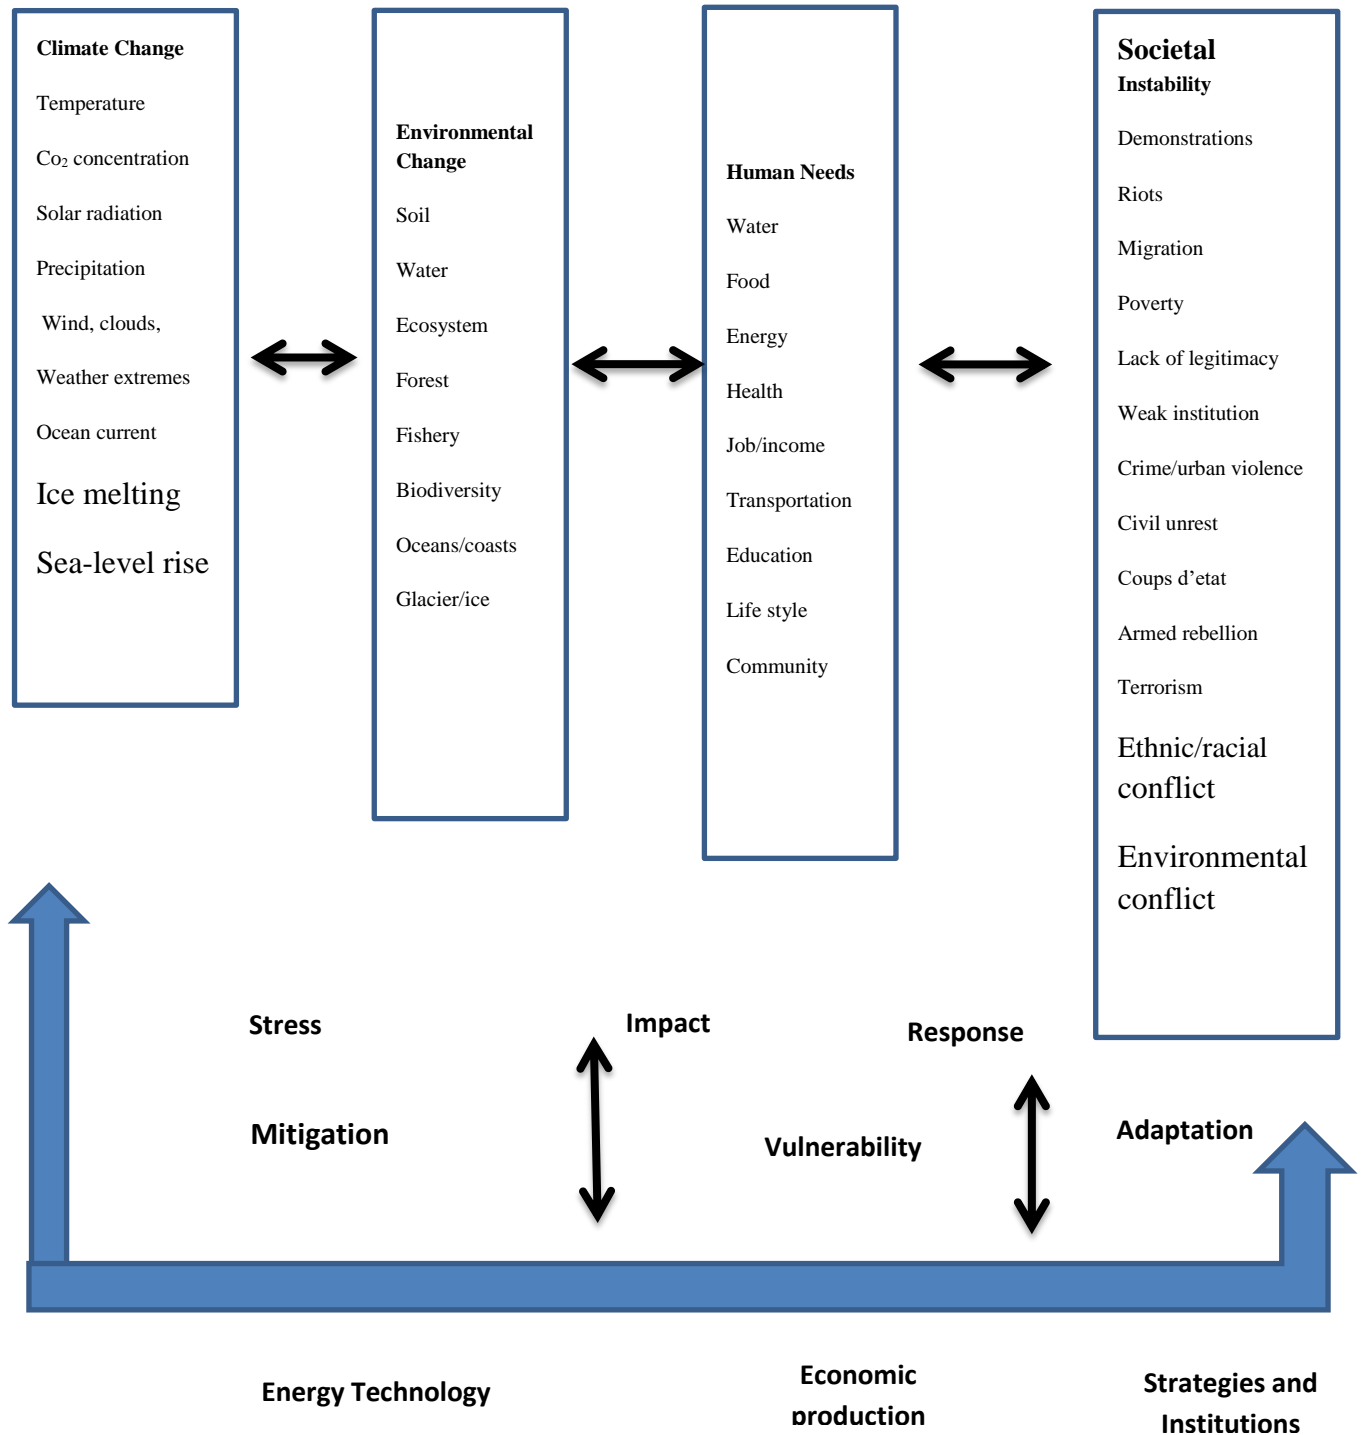 Climate Change
Temperature
Co₂ concentration
Solar radiation
Precipitation
Wind, clouds,
Weather extremes
Ocean current
Ice melting
Sea-level rise
Environmental
Change
Soil
Water
Ecosystem
Forest
Fishery
Biodiversity
Oceans/coasts
Glacier/ice
Human Needs
Water
Food
Energy
Health
Job/income
Transportation
Education
Life style
Community
Societal
Instability
Demonstrations
Riots
Migration
Poverty
Lack of legitimacy
Weak institution
Crime/urban violence
Civil unrest
Coups d’etat
Armed rebellion
Terrorism
Ethnic/racial
conflict
Environmental
conflict
Stress
Impact
Response
Mitigation
Vulnerability
Adaptation
Energy Technology
Economic
production
Strategies and
Institutions